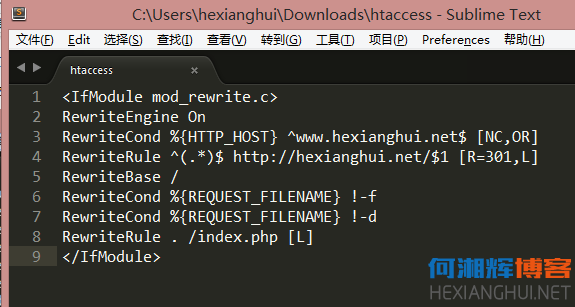 C:\Users\hexianghui\Downloads\htaccess - Sublime Text
文件(F) Edit 选择(S) 查找(I) 查看(V) 转到(G) 工具(T) 项目(P) Preferences 帮助(H)
htaccess ×
1 <IfModule mod_rewrite.c>
2 RewriteEngine On
3 RewriteCond %{HTTP_HOST} ^www.hexianghui.net$ [NC,OR]
4 RewriteRule ^(.*)$ http://hexianghui.net/$1 [R=301,L]
5 RewriteBase /
6 RewriteCond %{REQUEST_FILENAME} !-f
7 RewriteCond %{REQUEST_FILENAME} !-d
8 RewriteRule . /index.php [L]
9 </IfModule>
何湘辉博客
HEXIANGHUI.NET